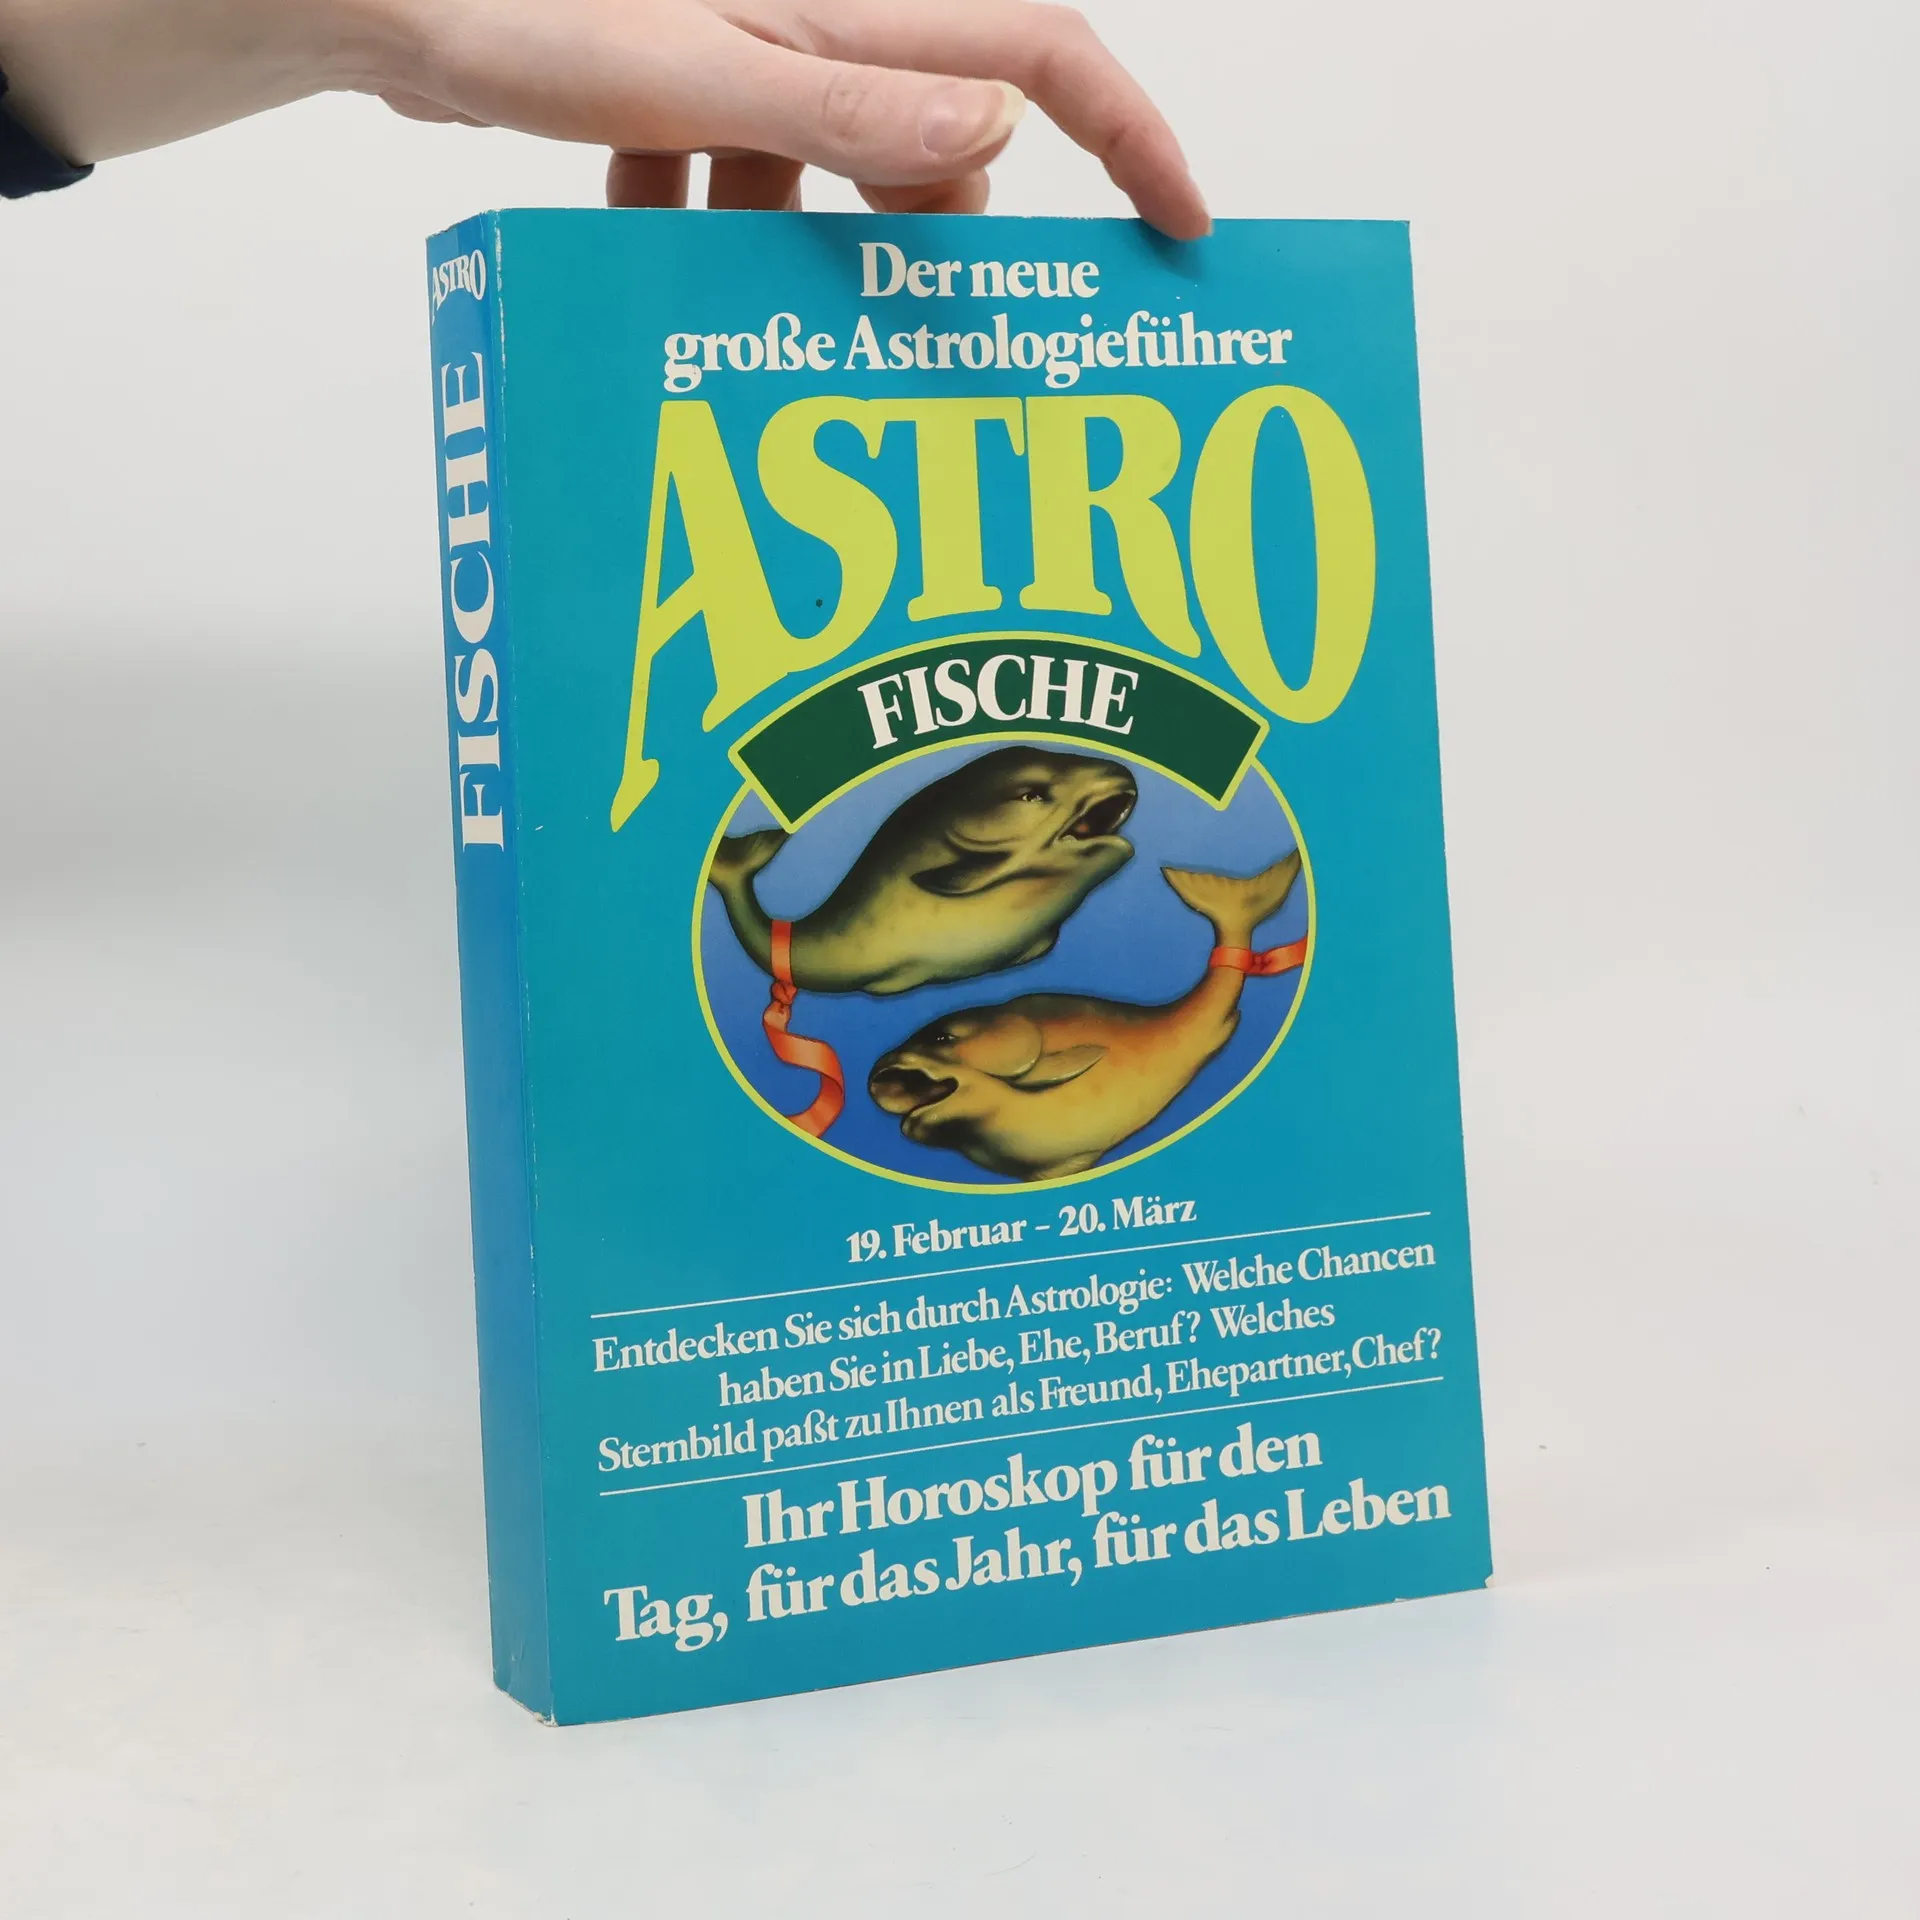 ASTRO
FISCHE
Der neue
große Astrologieführer
ASTRO
FISCHE
19. Februar – 20. März
Entdecken Sie sich durch Astrologie: Welche Chancen
haben Sie in Liebe, Ehe, Beruf? Welches
Sternbild paßt zu Ihnen als Freund, Ehepartner, Chef?
Ihr Horoskop für den
Tag, für das Jahr, für das Leben